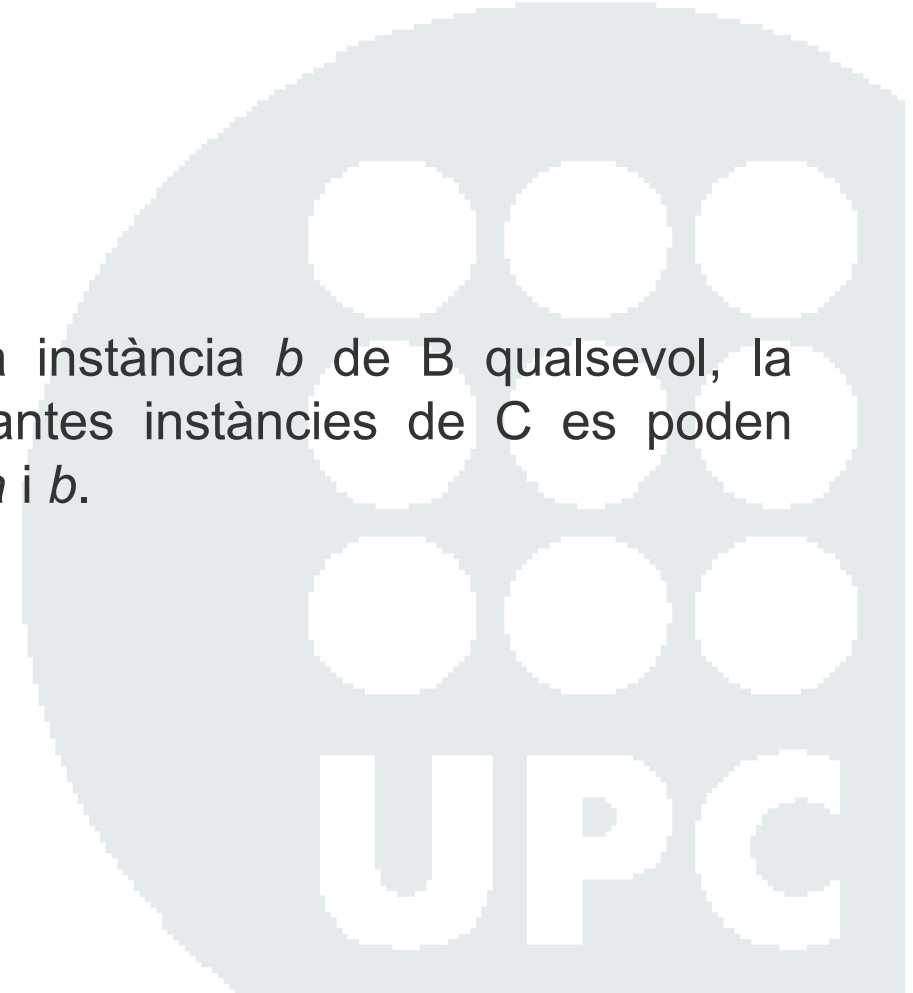 instància b de B qualsevol, la
antes instàncies de C es poden
i b.
UPC